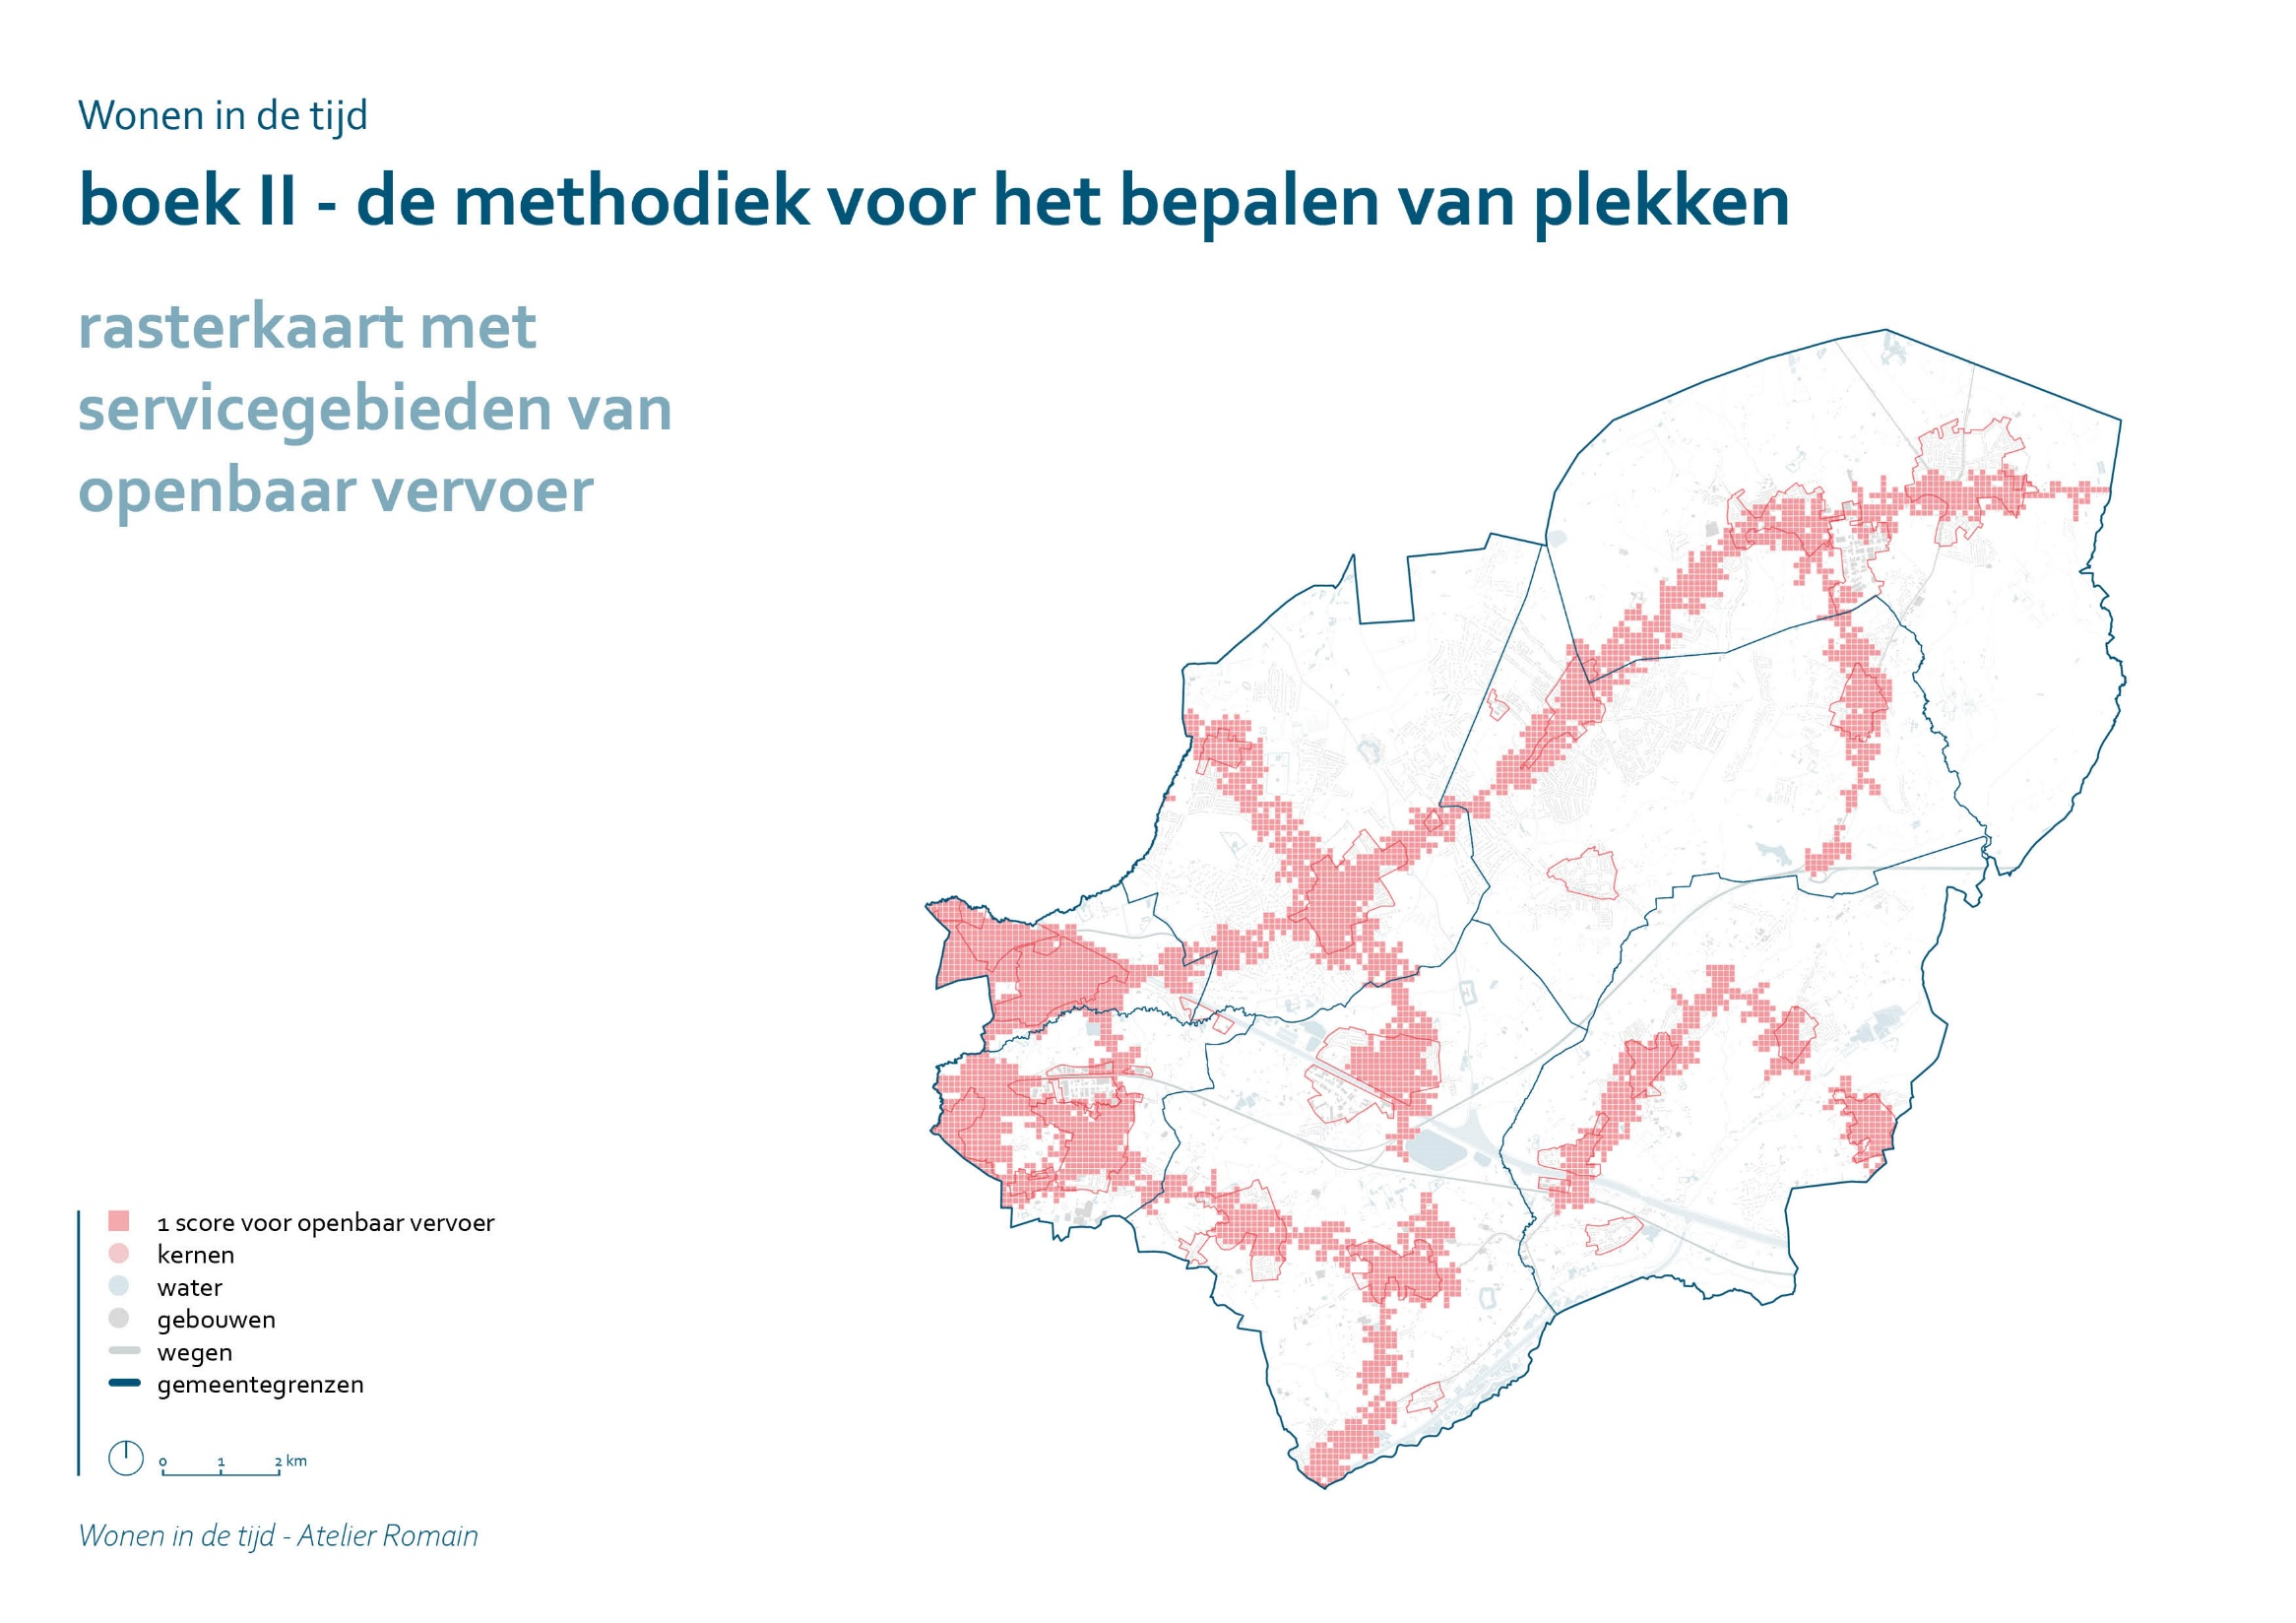 Wonen in de tijd
boek II - de methodiek voor het bepalen van plekken
rasterkaart met
servicegebieden van
openbaar vervoer
1 score voor openbaar vervoer
kernen
water
gebouwen
wegen
gemeentegrenzen
0 1 2 km
Wonen in de tijd - Atelier Romain